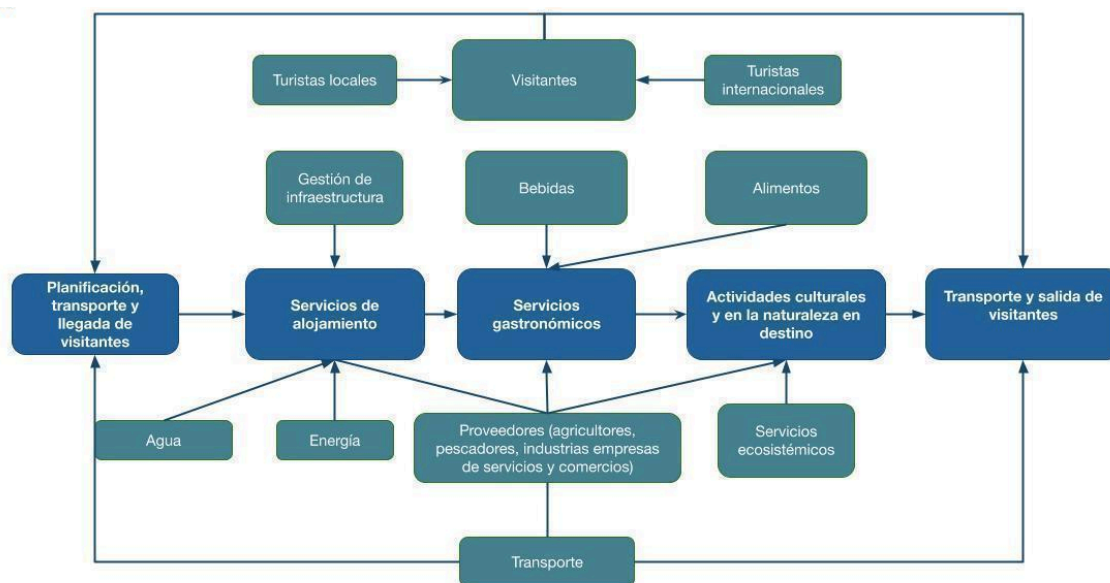 Turistas locales
Visitantes
Turistas
internacionales
Gestión de
infraestructura
Bebidas
Alimentos
Planificación,
transporte y
llegada de
visitantes
Servicios de
alojamiento
Servicios
gastronómicos
Actividades culturales
y en la naturaleza en
destino
Transporte y salida de
visitantes
Agua
Energía
Proveedores (agricultores,
pescadores, industrias empresas
de servicios y comercios)
Servicios
ecosistémicos
Transporte